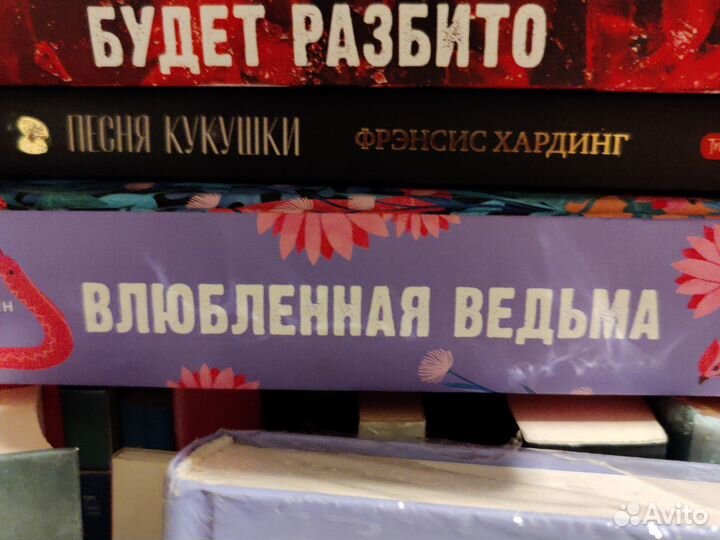 БУДЕТ РАЗБИТО
ПЕСНЯ КУКУШКИ ФРЭНСИС ХАРДИНГ
ВЛЮБЛЕННАЯ ВЕДЬМА
Avito